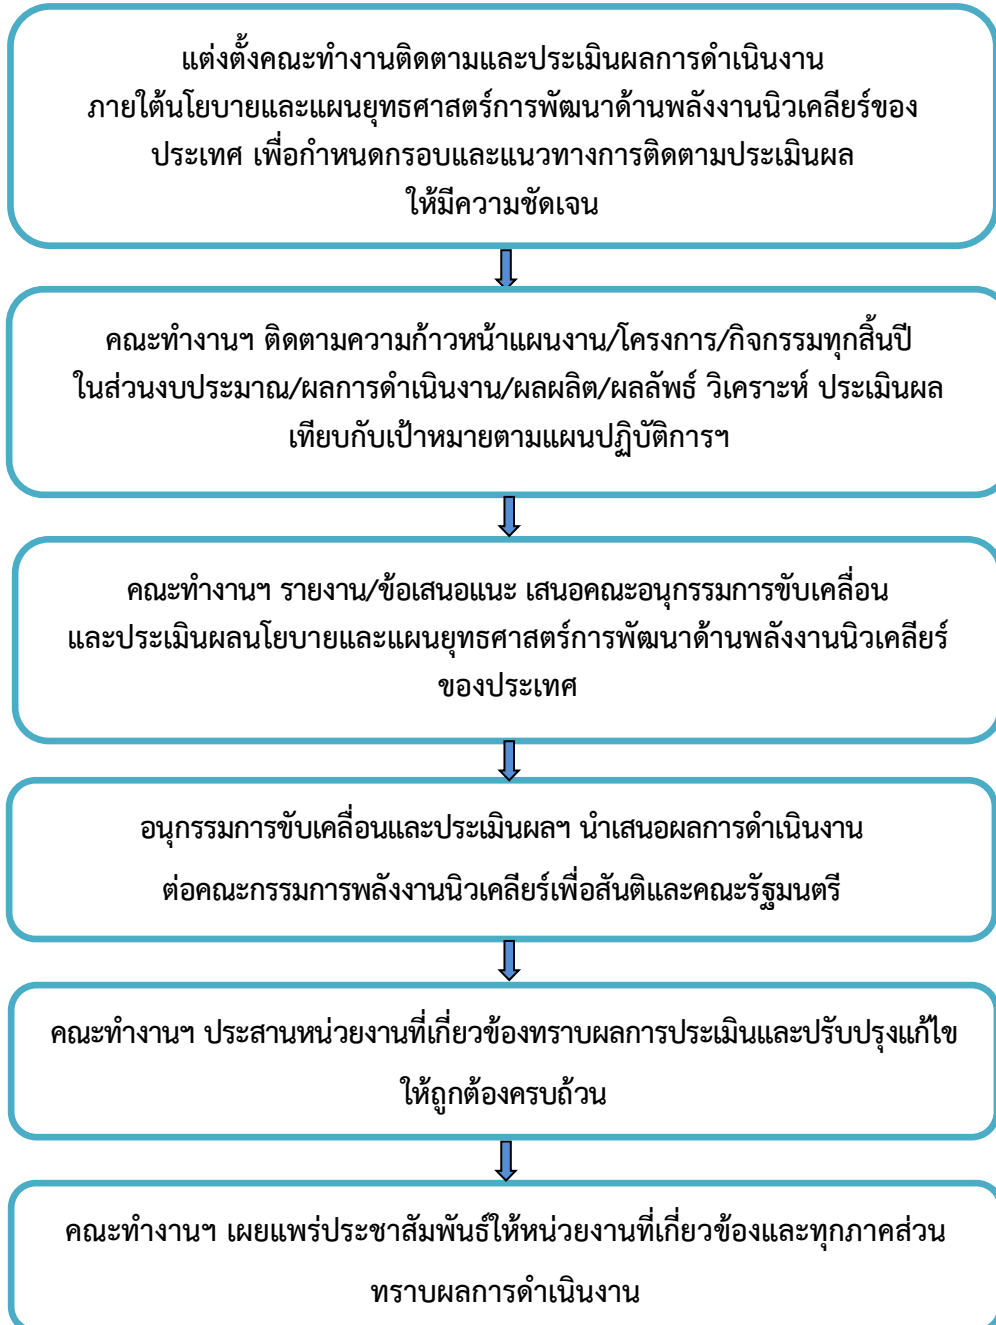 แต่งตั้งคณะทำงานติดตามและประเมินผลการดำเนินงาน
ภายใต้นโยบายและแผนยุทธศาสตร์การพัฒนาด้านพลังงานนิวเคลียร์ของ
ประเทศ เพื่อกำหนดกรอบและแนวทางการติดตามประเมินผล
ให้มีความชัดเจน
คณะทำงานฯ ติดตามความก้าวหน้าแผนงาน/โครงการ/กิจกรรมทุกสิ้นปี
ในส่วนงบประมาณ/ผลการดำเนินงาน/ผลผลิต/ผลลัพธ์ วิเคราะห์ ประเมินผล
เทียบกับเป้าหมายตามแผนปฏิบัติการฯ
คณะทำงานฯ รายงาน/ข้อเสนอแนะ เสนอคณะอนุกรรมการขับเคลื่อน
และประเมินผลนโยบายและแผนยุทธศาสตร์การพัฒนาด้านพลังงานนิวเคลียร์
ของประเทศ
อนุกรรมการขับเคลื่อนและประเมินผลฯ นำเสนอผลการดำเนินงาน
ต่อคณะกรรมการพลังงานนิวเคลียร์เพื่อสันติและคณะรัฐมนตรี
คณะทำงานฯ ประสานหน่วยงานที่เกี่ยวข้องทราบผลการประเมินและปรับปรุงแก้ไข
ให้ถูกต้องครบถ้วน
คณะทำงานฯ เผยแพร่ประชาสัมพันธ์ให้หน่วยงานที่เกี่ยวข้องและทุกภาคส่วน
ทราบผลการดำเนินงาน